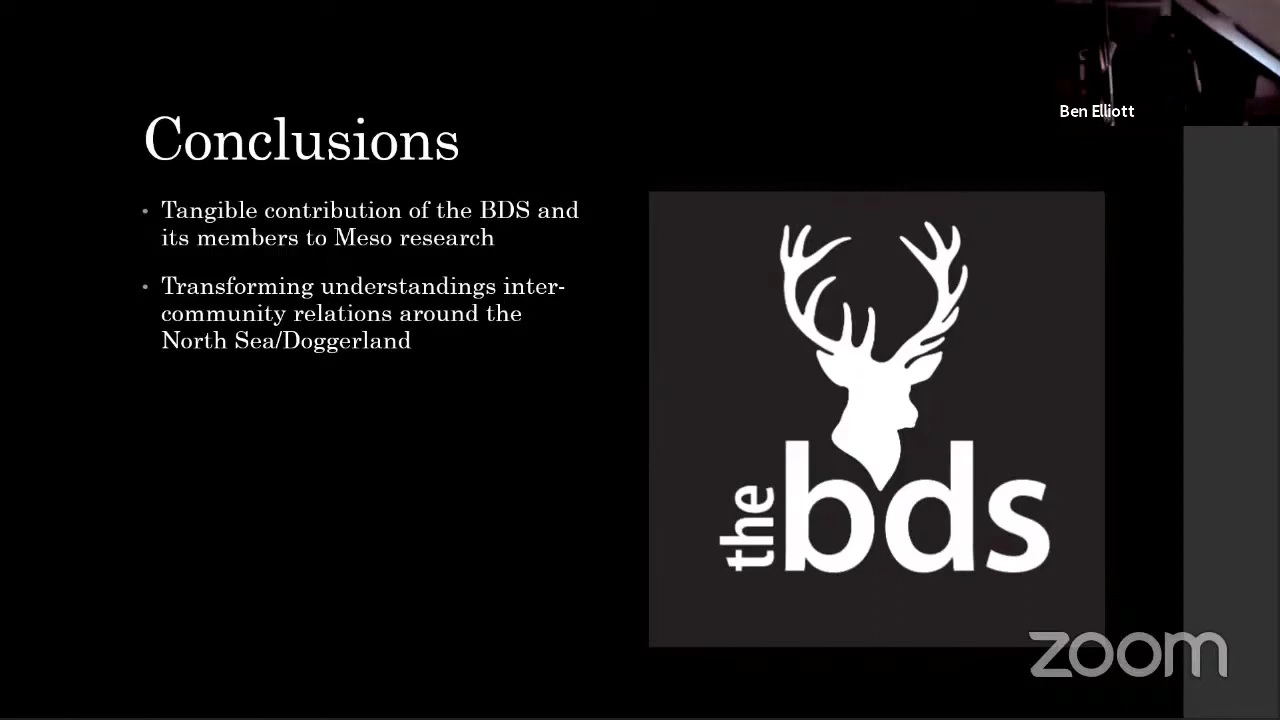 Ben Elliott
Conclusions
• Tangible contribution of the BDS and
its members to Meso research
• Transforming understandings inter-
community relations around the
North Sea/Doggerland
the bds
zoom